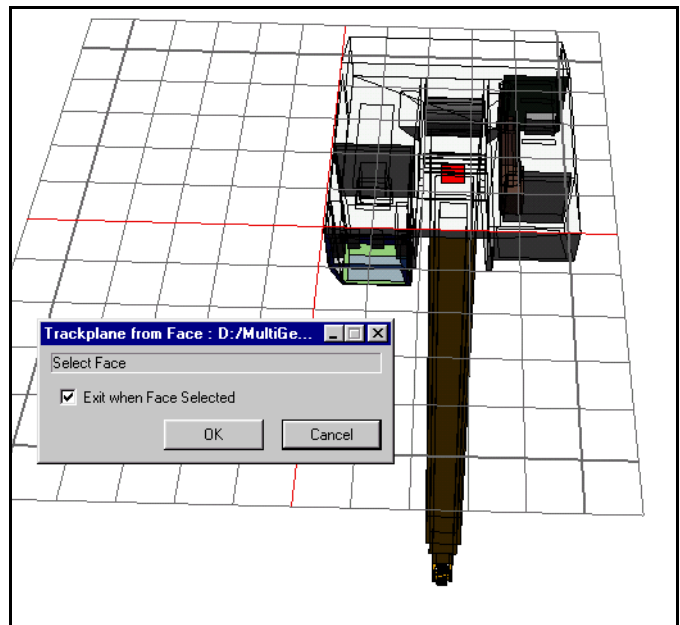 Trackplane from Face : D:/MultiGe...
Select Face
Exit when Face Selected
OK Cancel